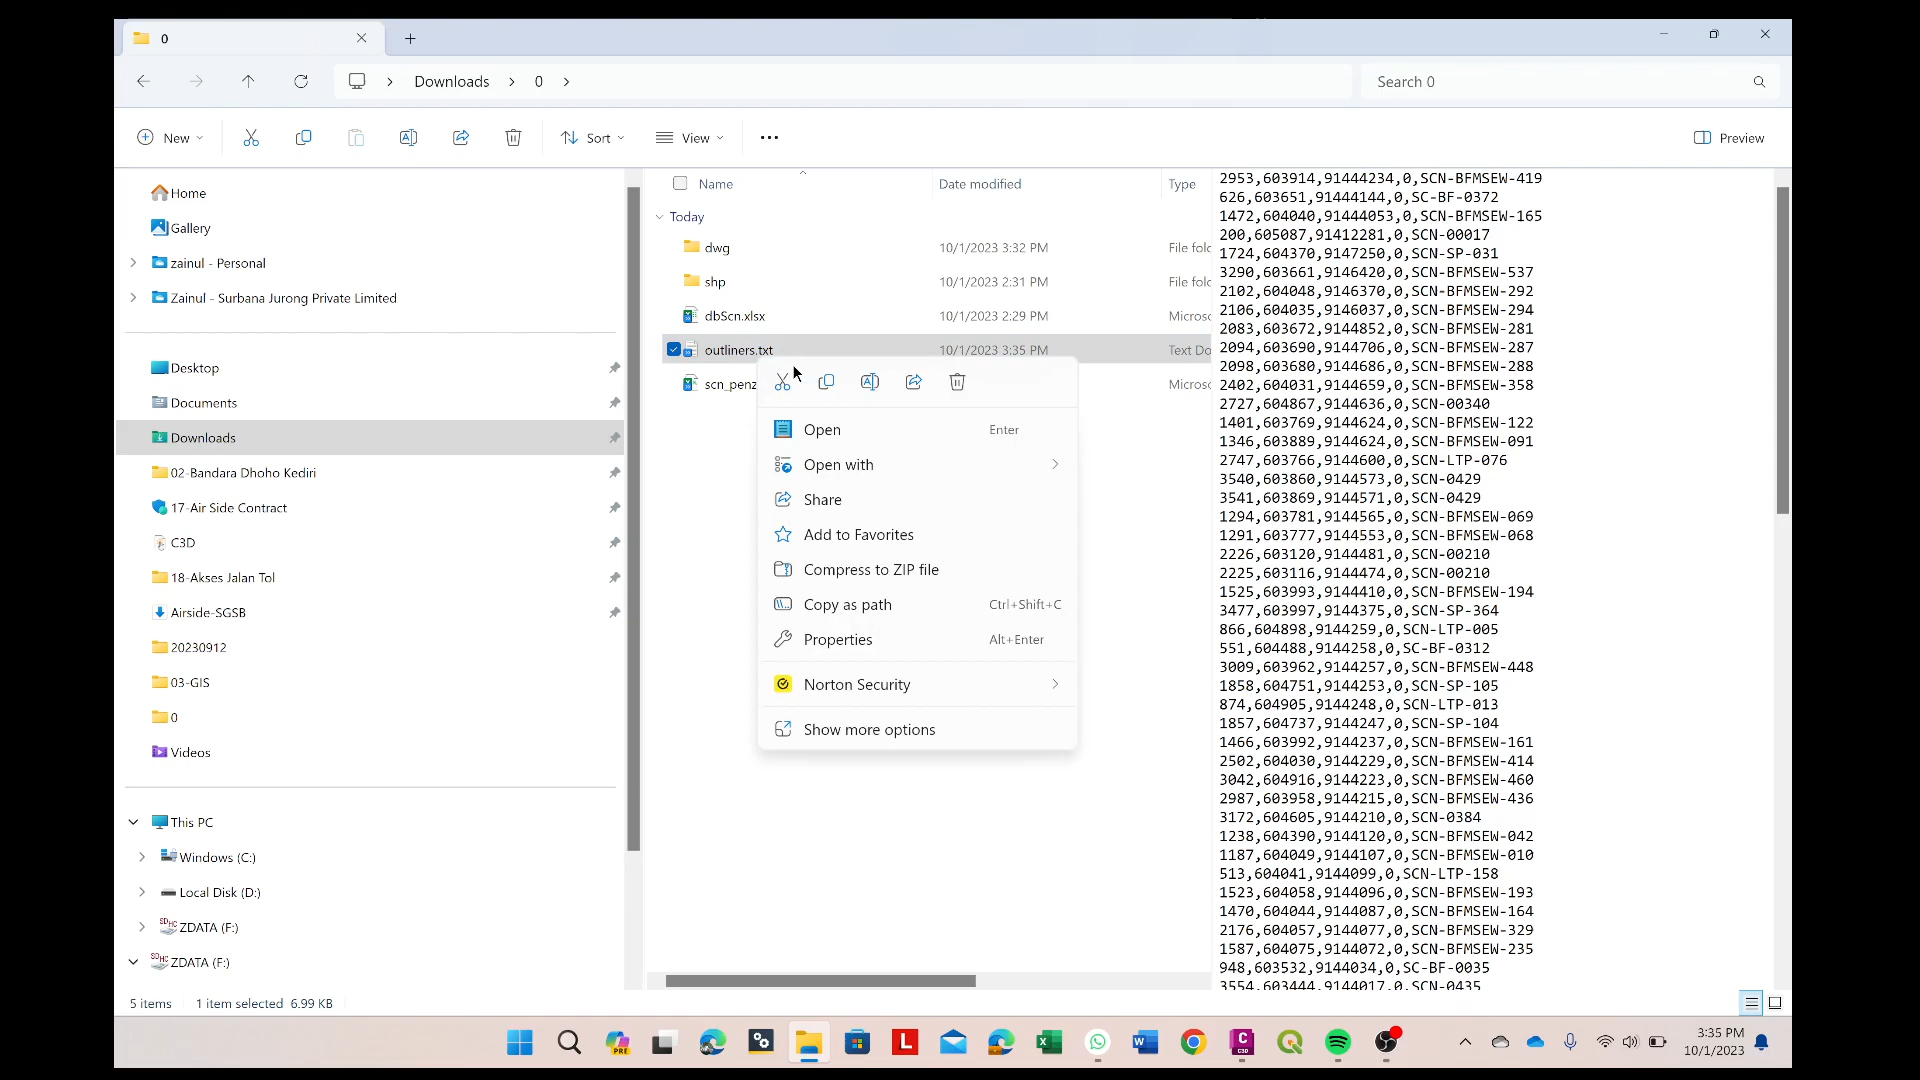 0
Downloads
0
Search 0
New
Sort
View
Preview
Home
Gallery
zainul - Personal
Zainul - Surbana Jurong Private Limited
Desktop
Documents
Downloads
02-Bandara Dhoho Kediri
17-Air Side Contract
C3D
18-Akses Jalan Tol
Airside-SGSB
20230912
03-GIS
0
Videos
This PC
Windows (C:)
Local Disk (D:)
ZDATA (F:)
ZDATA (F:)
Name Date modified Type
Today
dwg 10/1/2023 3:32 PM File fol
shp 10/1/2023 2:31 PM File fol
dbScn.xlsx 10/1/2023 2:29 PM Micros
outliners.txt 10/1/2023 3:35 PM Text Do
scn_penz Micros
Open Enter
Open with
Share
Add to Favorites
Compress to ZIP file
Copy as path Ctrl+Shift+C
Properties Alt+Enter
Norton Security
Show more options
2953,603914,91444234,0,SCN-BFMSEW-419
626,603651,91444144,0,SC-BF-0372
1472,604040,91444053,0,SCN-BFMSEW-165
200,605087,91412281,0,SCN-00017
1724,604370,9147250,0,SCN-SP-031
3290,603661,9146420,0,SCN-BFMSEW-537
2102,604048,9146370,0,SCN-BFMSEW-292
2106,604035,9146037,0,SCN-BFMSEW-294
2083,603672,9144852,0,SCN-BFMSEW-281
2094,603690,9144706,0,SCN-BFMSEW-287
2098,603680,9144686,0,SCN-BFMSEW-288
2402,604031,9144659,0,SCN-BFMSEW-358
2727,604867,9144636,0,SCN-00340
1401,603769,9144624,0,SCN-BFMSEW-122
1346,603889,9144624,0,SCN-BFMSEW-091
2747,603766,9144600,0,SCN-LTP-076
3540,603860,9144573,0,SCN-0429
3541,603869,9144571,0,SCN-0429
1294,603781,9144565,0,SCN-BFMSEW-069
1291,603777,9144553,0,SCN-BFMSEW-068
2226,603120,9144481,0,SCN-00210
2225,603116,9144474,0,SCN-00210
1525,603993,9144410,0,SCN-BFMSEW-194
3477,603997,9144375,0,SCN-SP-364
866,604898,9144259,0,SCN-LTP-005
551,604488,9144258,0,SC-BF-0312
3009,603962,9144257,0,SCN-BFMSEW-448
1858,604751,9144253,0,SCN-SP-105
874,604905,9144248,0,SCN-LTP-013
1857,604737,9144247,0,SCN-SP-104
1466,603992,9144237,0,SCN-BFMSEW-161
2502,604030,9144229,0,SCN-BFMSEW-414
3042,604916,9144223,0,SCN-BFMSEW-460
2987,603958,9144215,0,SCN-BFMSEW-436
3172,604605,9144210,0,SCN-0384
1238,604390,9144120,0,SCN-BFMSEW-042
1187,604049,9144107,0,SCN-BFMSEW-010
513,604041,9144099,0,SCN-LTP-158
1523,604058,9144096,0,SCN-BFMSEW-193
1470,604044,9144087,0,SCN-BFMSEW-164
2176,604057,9144077,0,SCN-BFMSEW-329
1587,604075,9144072,0,SCN-BFMSEW-235
948,603532,9144034,0,SC-BF-0035
3554,603444,9144017,0,SCN-0435
5 items 1 item selected 6.99 KB
3:35 PM
10/1/2023